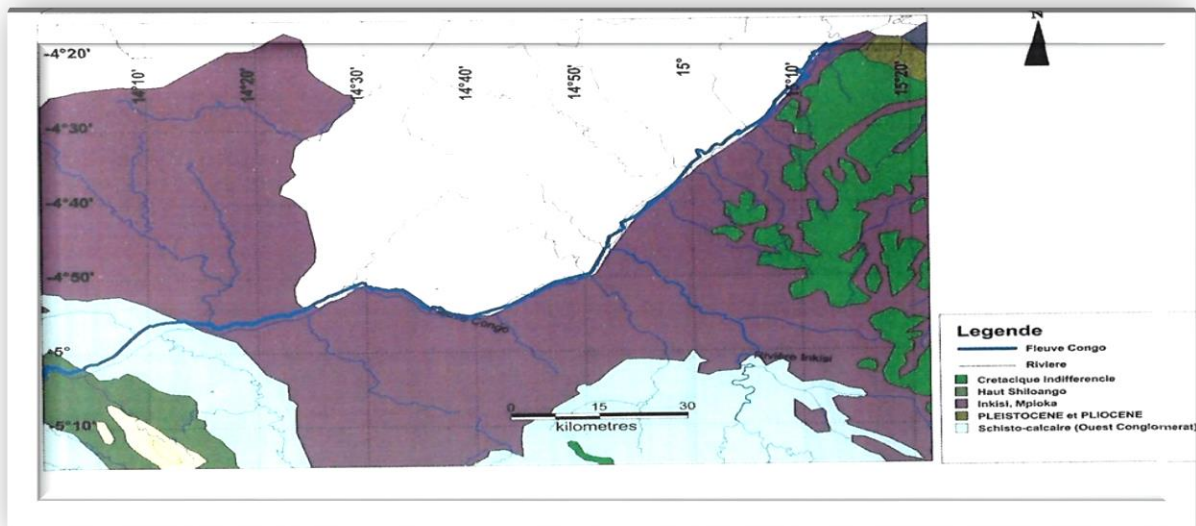 N
-4°20'
14°10'
14°20'
14°30'
14°40'
14°50'
15°
15°10'
15°20'
-4°30'
-4°40'
-4°50'
-5°
-5°10'
Congo
Rivière Inkisi
0 15 30
kilometres
Legende
Fleuve Congo
Riviere
Cretacique Indifferencie
Haut Shiloango
Inkisi, Mpioka
PLEISTOCENE et PLIOCENE
Schisto-calcaire (Ouest Conglomerat)